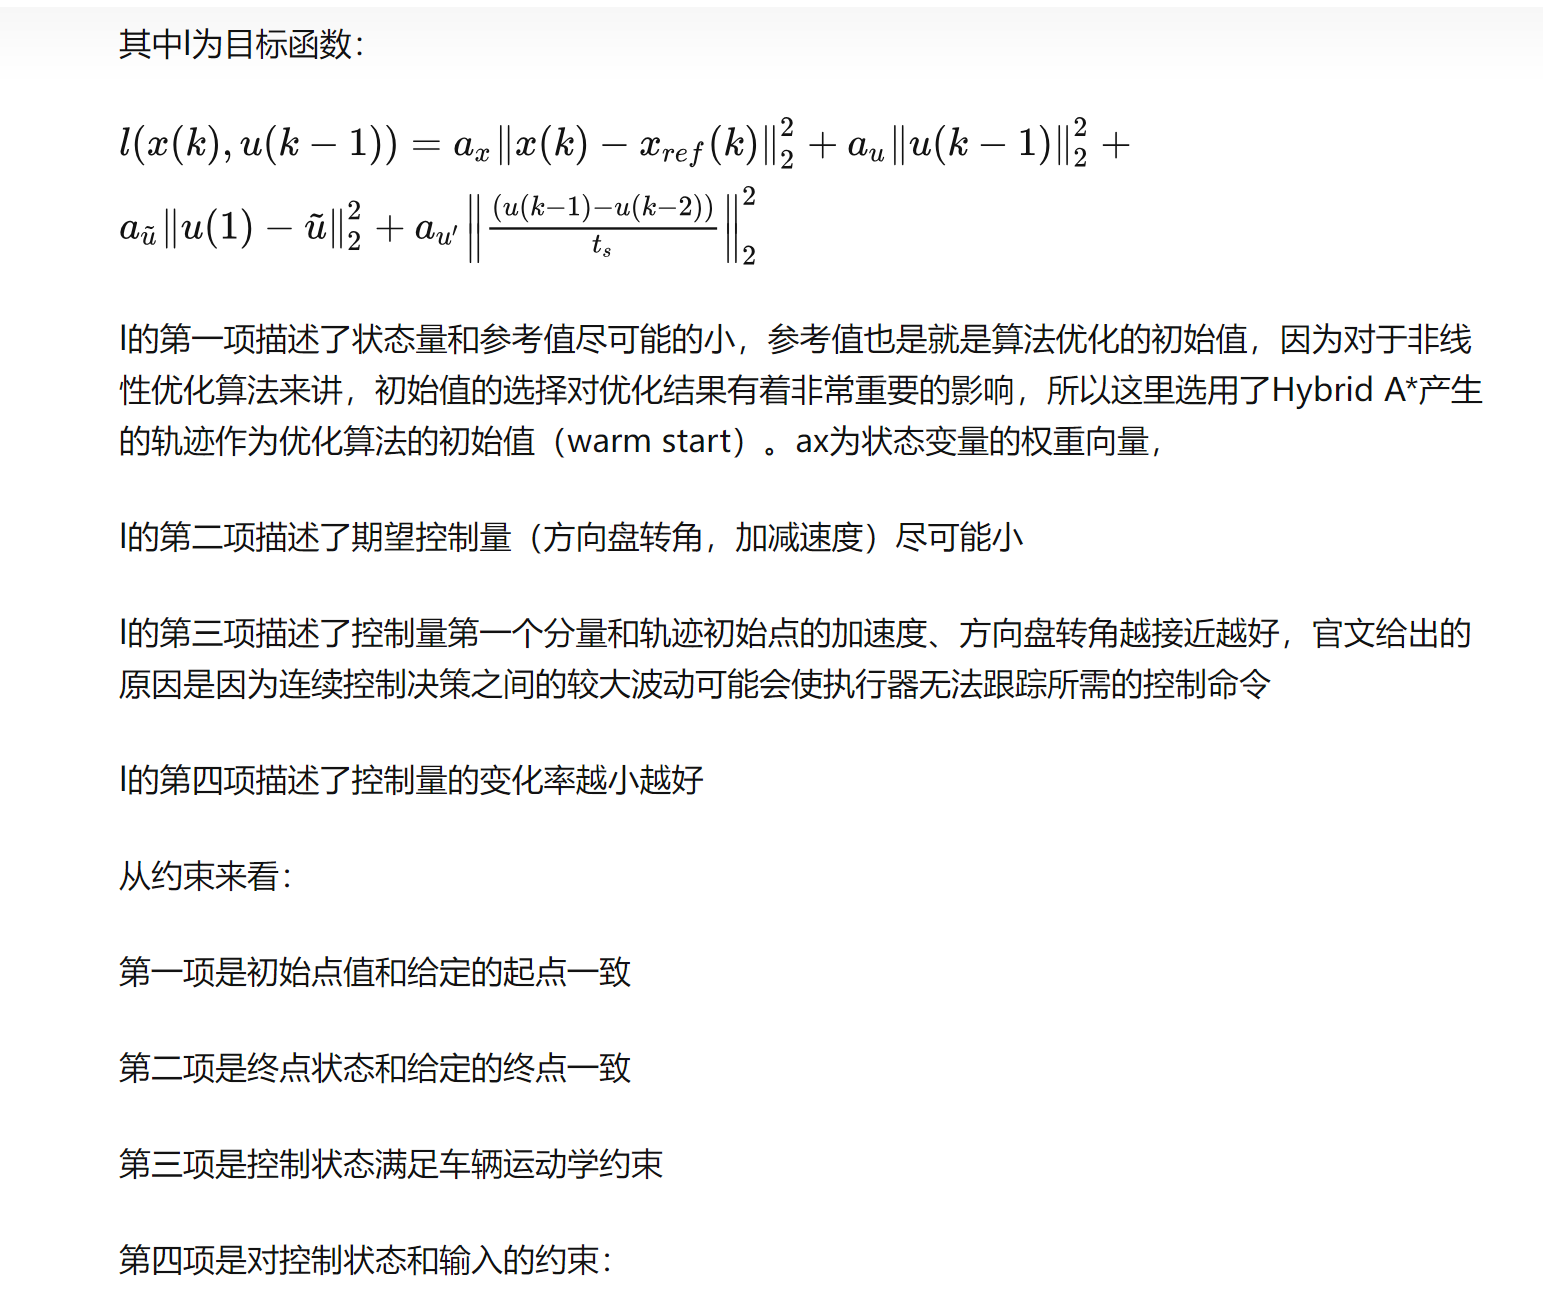 其中l为目标函数：
l(x(k), u(k − 1)) = a_x‖x(k) − x_{ref}(k)‖_2^2 + a_u‖u(k − 1)‖_2^2 +
a_ũ‖u(1) − ũ‖_2^2 + a_{u′}‖(u(k−1)−u(k−2))/t_s‖_2^2
l的第一项描述了状态量和参考值尽可能的小，参考值也是就是算法优化的初始值，因为对于非线
性优化算法来讲，初始值的选择对优化结果有着非常重要的影响，所以这里选用了Hybrid A*产生
的轨迹作为优化算法的初始值（warm start）。ax为状态变量的权重向量，
l的第二项描述了期望控制量（方向盘转角，加减速度）尽可能小
l的第三项描述了控制量第一个分量和轨迹初始点的加速度、方向盘转角越接近越好，官文给出的
原因是因为连续控制决策之间的较大波动可能会使执行器无法跟踪所需的控制命令
l的第四项描述了控制量的变化率越小越好
从约束来看：
第一项是初始点值和给定的起点一致
第二项是终点状态和给定的终点一致
第三项是控制状态满足车辆运动学约束
第四项是对控制状态和输入的约束：